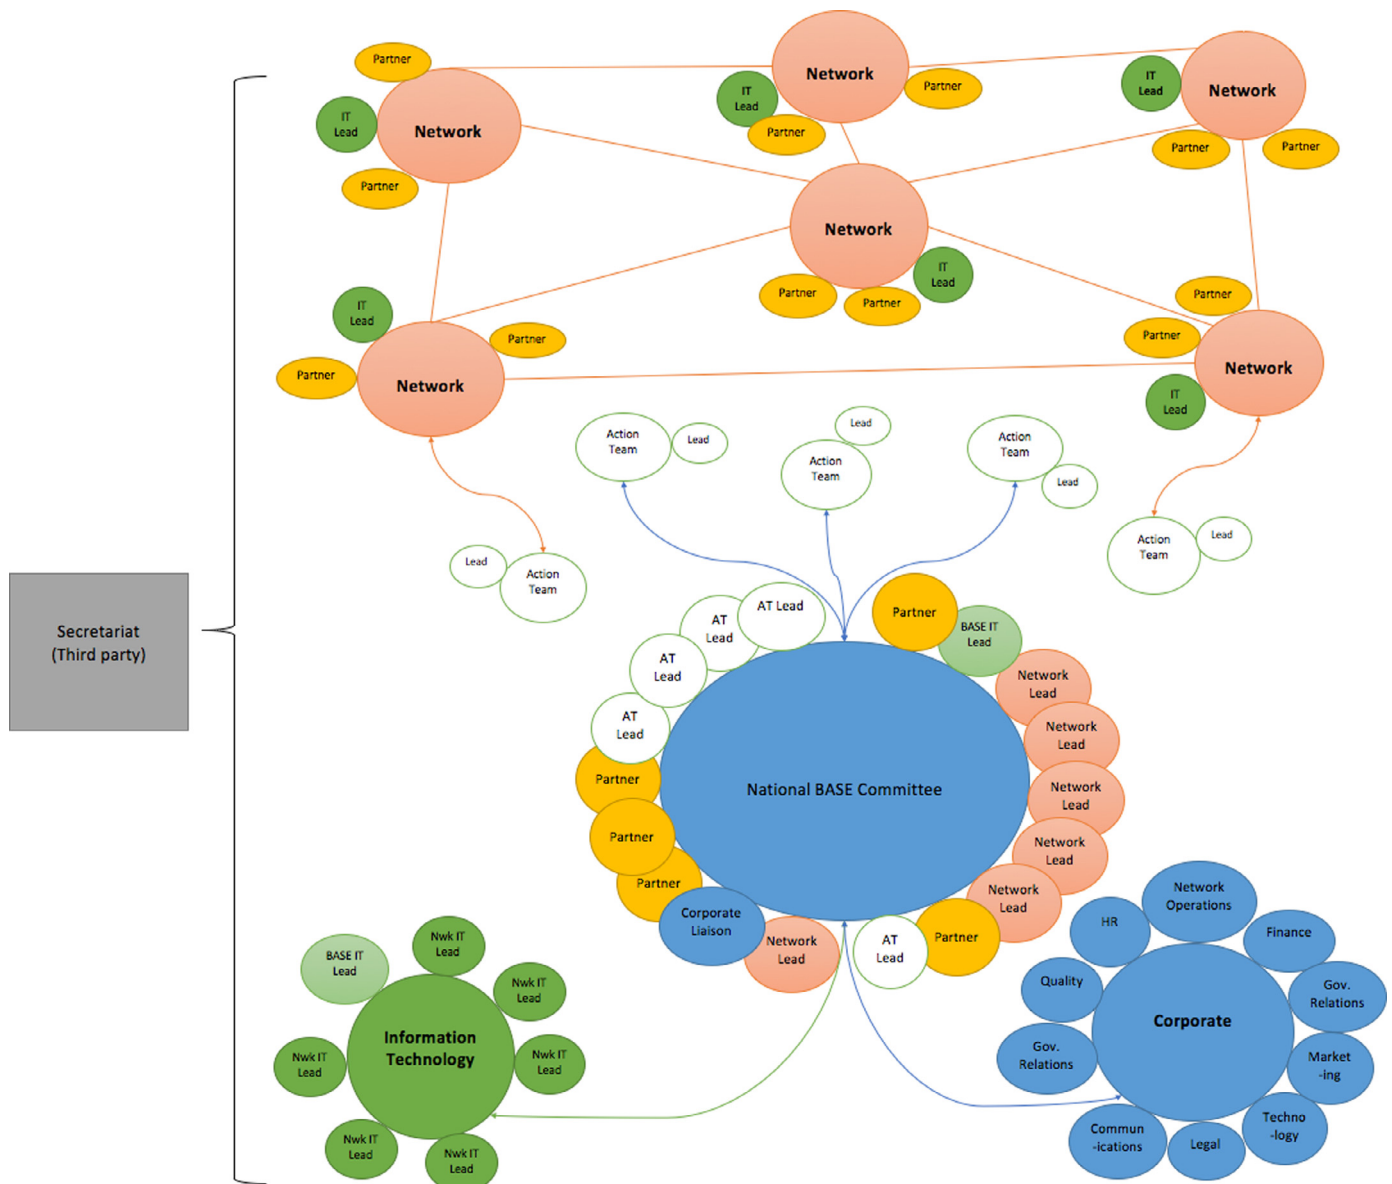 Partner
IT
Lead
Network
Partner
Network
IT
Lead
Partner
Partner
IT
Lead
Network
Partner
Partner
Network
Partner
Partner
IT
Lead
IT
Lead
Partner
Partner
Network
Partner
Partner
Network
IT
Lead
Action
Team
Lead
Lead
Action
Team
Action
Team
Lead
Lead
Action
Team
Action
Team
Lead
Secretariat
(Third party)
AT Lead
AT
Lead
AT
Lead
AT
Lead
Partner
Partner
Partner
Corporate
Liaison
Network
Lead
National BASE Committee
Partner
BASE IT
Lead
Network
Lead
Network
Lead
Network
Lead
Network
Lead
Network
Lead
Partner
AT
Lead
BASE IT
Lead
Nwk IT
Lead
Nwk IT
Lead
Nwk IT
Lead
Nwk IT
Lead
Nwk IT
Lead
Nwk IT
Lead
Information
Technology
Network
Operations
HR
Finance
Quality
Gov.
Relations
Corporate
Gov.
Relations
Market
-ing
Commun
-ications
Legal
Techno
-logy